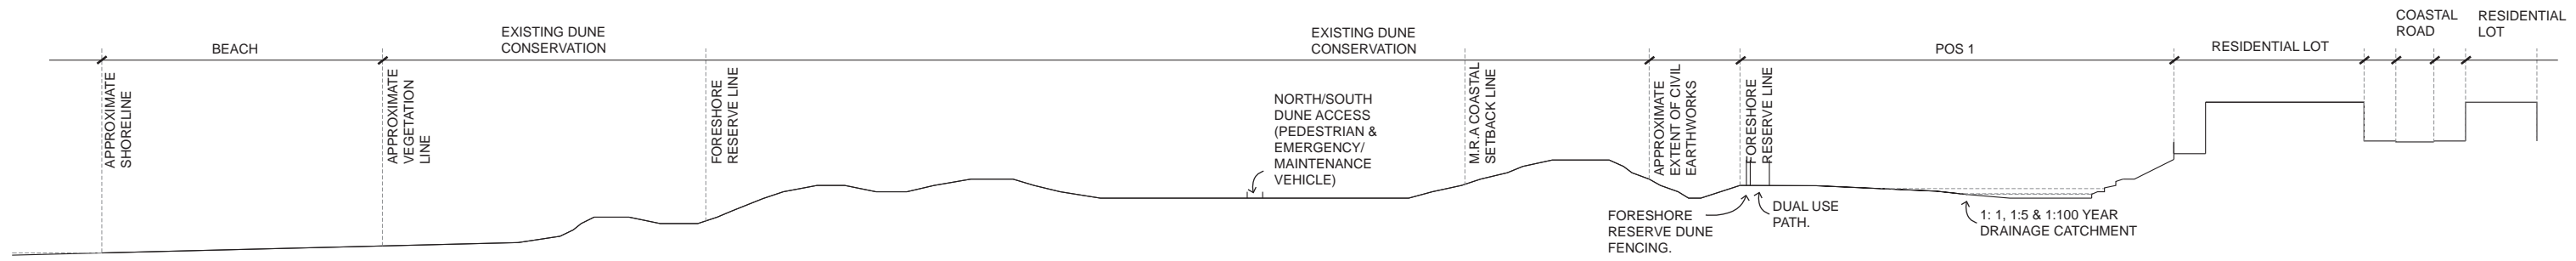 BEACH
EXISTING DUNE
CONSERVATION
EXISTING DUNE
CONSERVATION
POS 1
RESIDENTIAL LOT
COASTAL
ROAD
RESIDENTIAL
LOT
APPROXIMATE
SHORELINE
APPROXIMATE
VEGETATION
LINE
FORESHORE
RESERVE LINE
NORTH/SOUTH
DUNE ACCESS
(PEDESTRIAN &
EMERGENCY/
MAINTENANCE
VEHICLE)
M.R.A COASTAL
SETBACK LINE
APPROXIMATE
EXTENT OF CIVIL
EARTHWORKS
FORESHORE
RESERVE LINE
FORESHORE
RESERVE DUNE
FENCING.
DUAL USE
PATH.
1: 1, 1:5 & 1:100 YEAR
DRAINAGE CATCHMENT